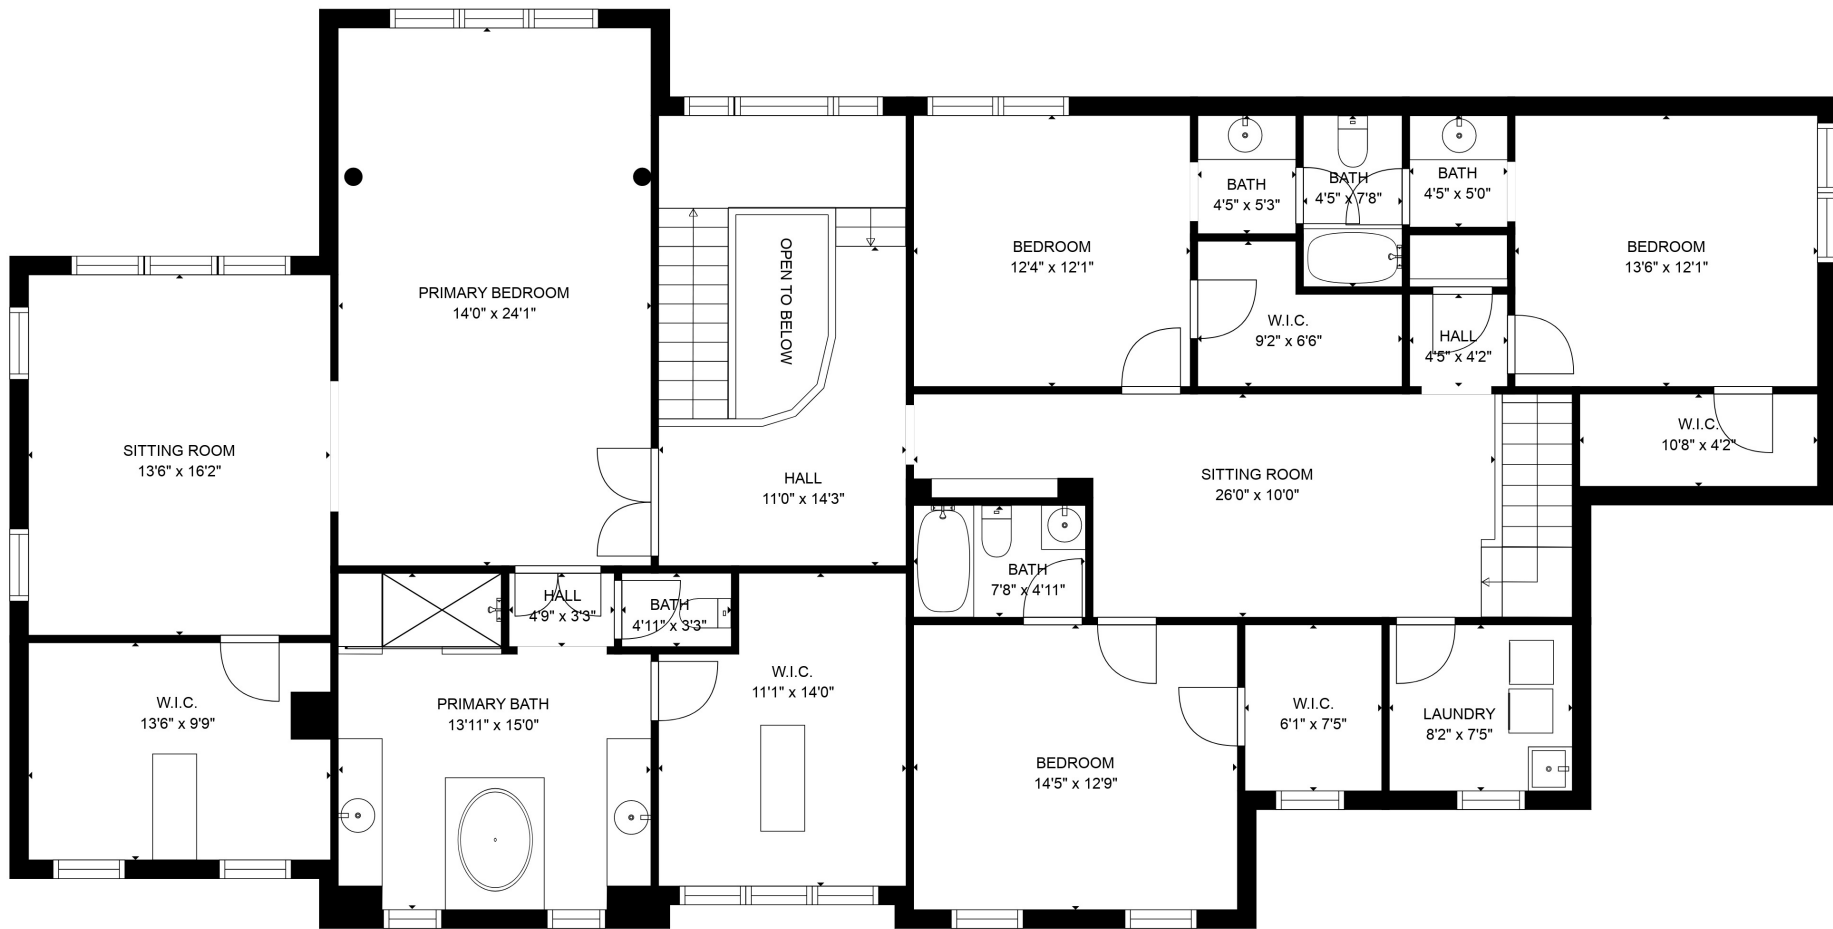 BATH
4'5" x 5'3"
BATH
4'5" x 7'8"
BATH
4'5" x 5'0"
BEDROOM
12'4" x 12'1"
BEDROOM
13'6" x 12'1"
OPEN TO BELOW
PRIMARY BEDROOM
14'0" x 24'1"
W.I.C.
9'2" x 6'6"
HALL
4'5" x 4'2"
SITTING ROOM
13'6" x 16'2"
HALL
11'0" x 14'3"
SITTING ROOM
26'0" x 10'0"
W.I.C.
10'8" x 4'2"
BATH
7'8" x 4'11"
HALL
4'9" x 3'3"
BATH
4'11" x 3'3"
W.I.C.
13'6" x 9'9"
PRIMARY BATH
13'11" x 15'0"
W.I.C.
11'1" x 14'0"
BEDROOM
14'5" x 12'9"
W.I.C.
6'1" x 7'5"
LAUNDRY
8'2" x 7'5"